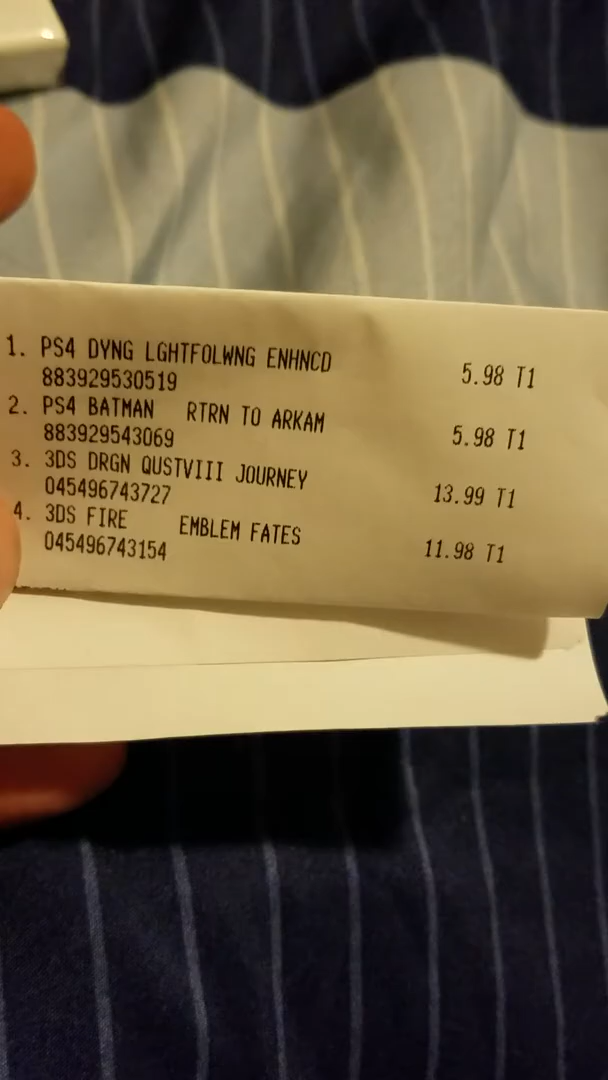 1. PS4 DYNG LGHTFOLWNG ENHNCD 5.98 T1
883929530519
2. PS4 BATMAN RTRN TO ARKAM 5.98 T1
883929543069
3. 3DS DRGN QUSTVIII JOURNEY 13.99 T1
045496743727
4. 3DS FIRE EMBLEM FATES 11.98 T1
045496743154